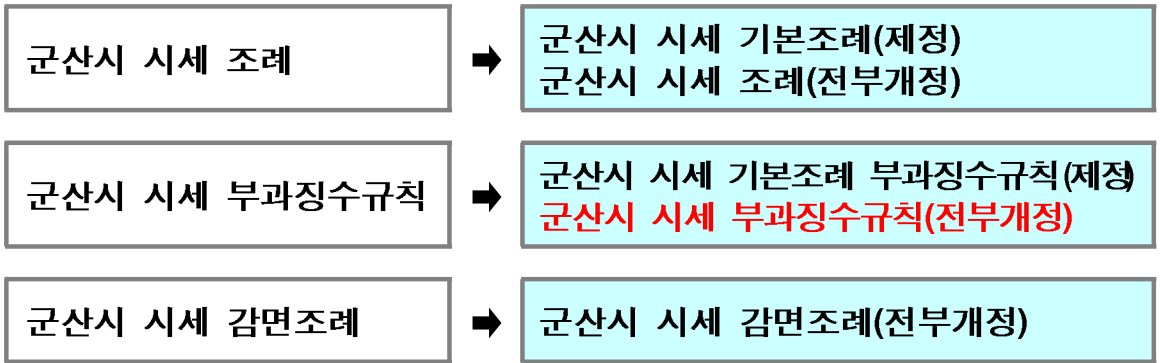 군산시 시세 조례
➡
군산시 시세 기본조례(제정)
군산시 시세 조례(전부개정)
군산시 시세 부과징수규칙
➡
군산시 시세 기본조례 부과징수규칙(제정)
군산시 시세 부과징수규칙(전부개정)
군산시 시세 감면조례
➡
군산시 시세 감면조례(전부개정)